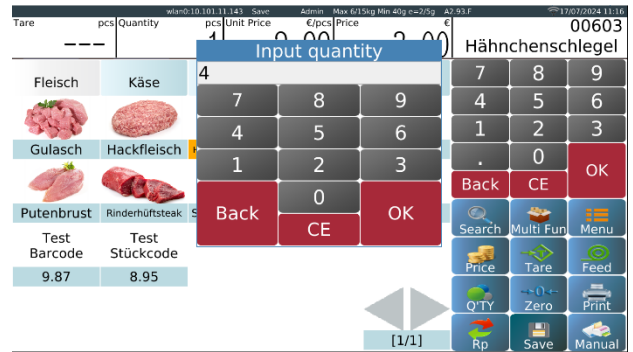 wlan0:10.101.11.143 Save Admin Max 6/15kg Min 40g e=2/5g A2.93.F 17/07/2024 11:16
Tare pcs Quantity pcs Unit Price €/pcs Price € 00603
Hähnchenschlegel
Input quantity
4
7 8 9
4 5 6
1 2 3
Back 0 OK
CE
Fleisch Käse
Gulasch Hackfleisch
Putenbrust Rinderhüftsteak
Test Barcode
Test Stückcode
9.87 8.95
[1/1]
7 8 9
4 5 6
1 2 3
. 0 OK
Back CE
Search Multi Fun Menu
Price Tare Feed
Q'TY Zero Print
Rp Save Manual